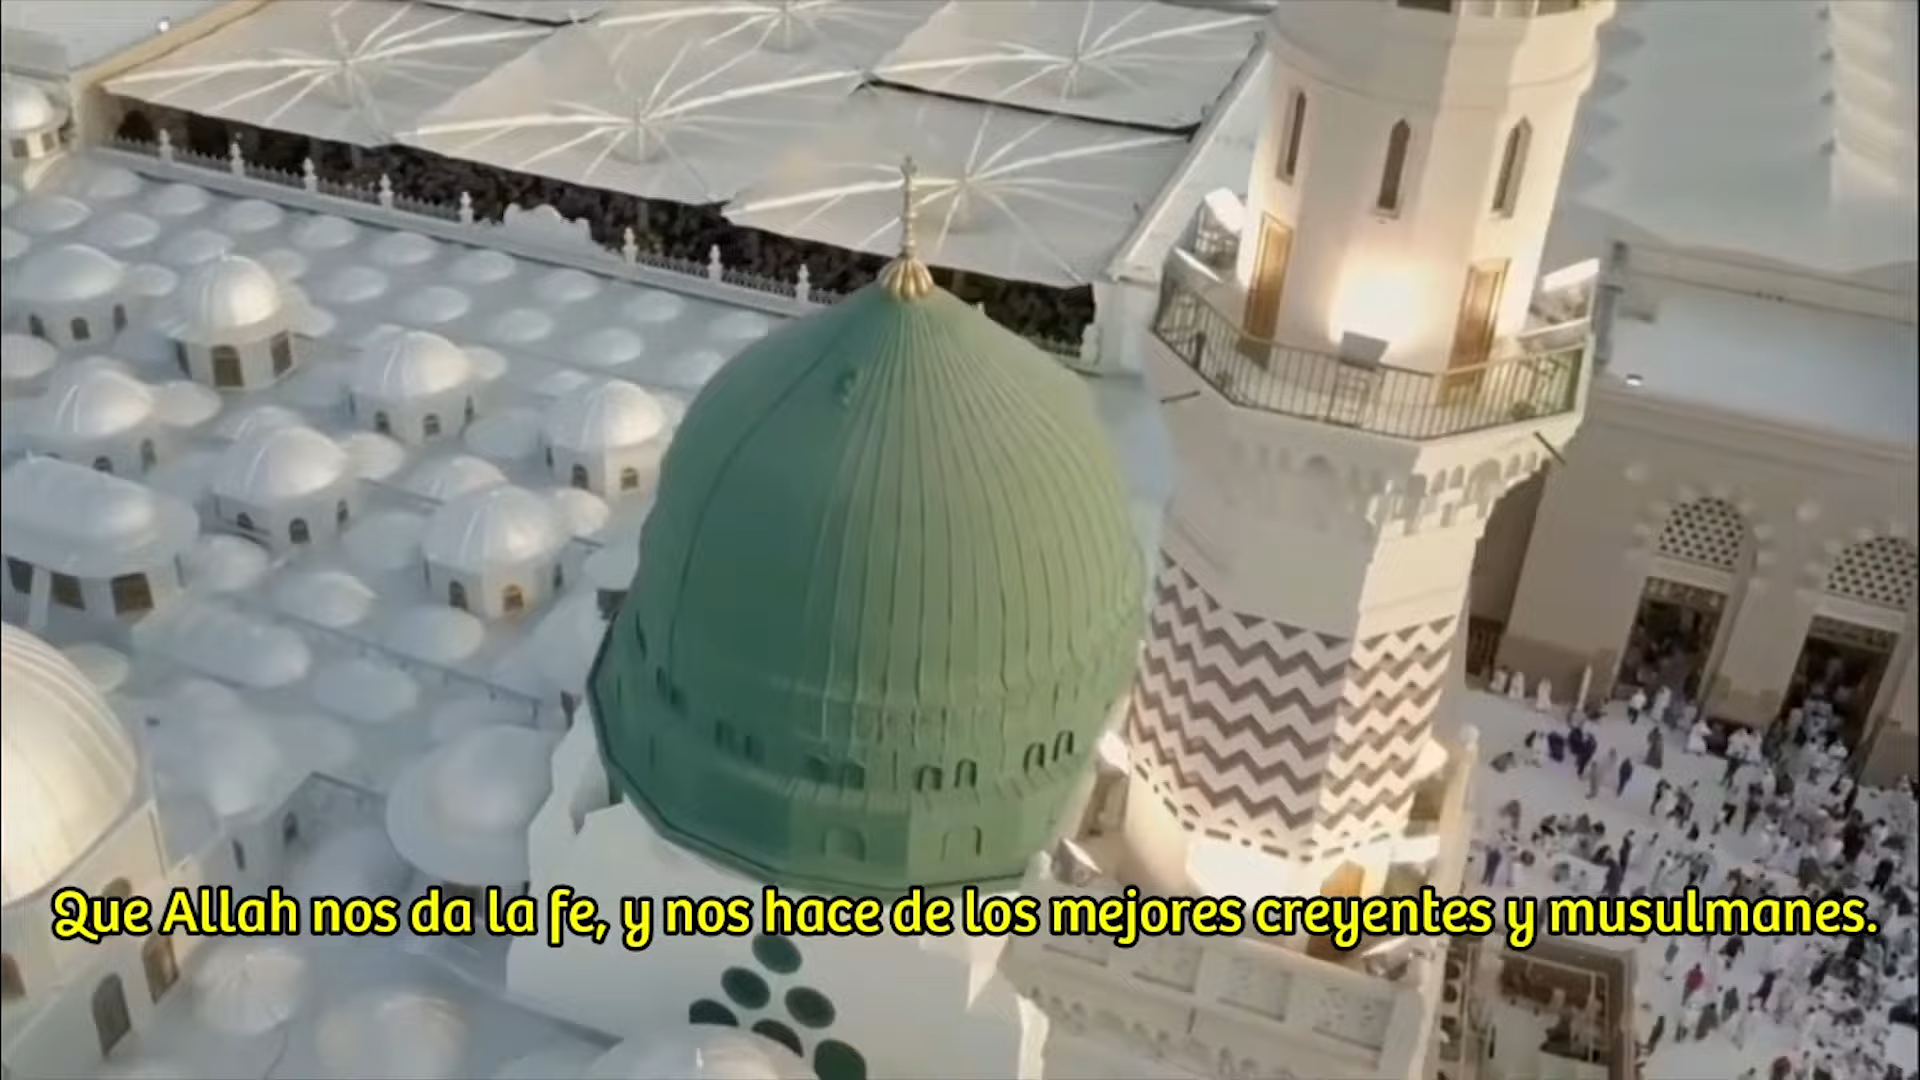 Que Allah nos da la fe, y nos hace de los mejores creyentes y musulmanes.